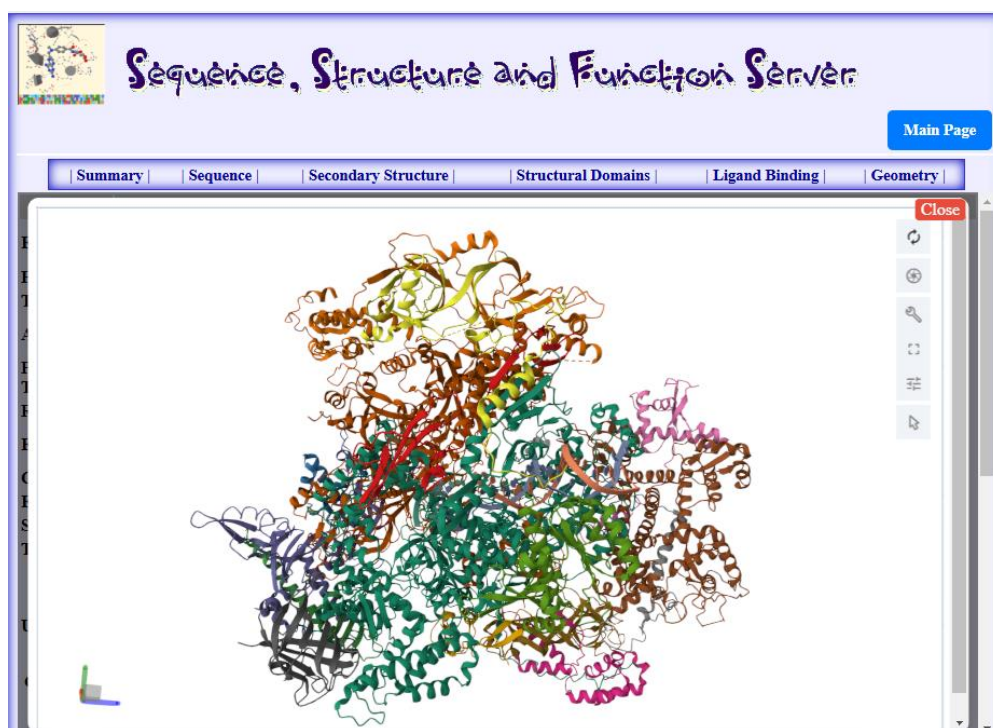 Sequence, Structure and Function Server
Main Page
| Summary | | Sequence | | Secondary Structure | | Structural Domains | | Ligand Binding | | Geometry |
Close